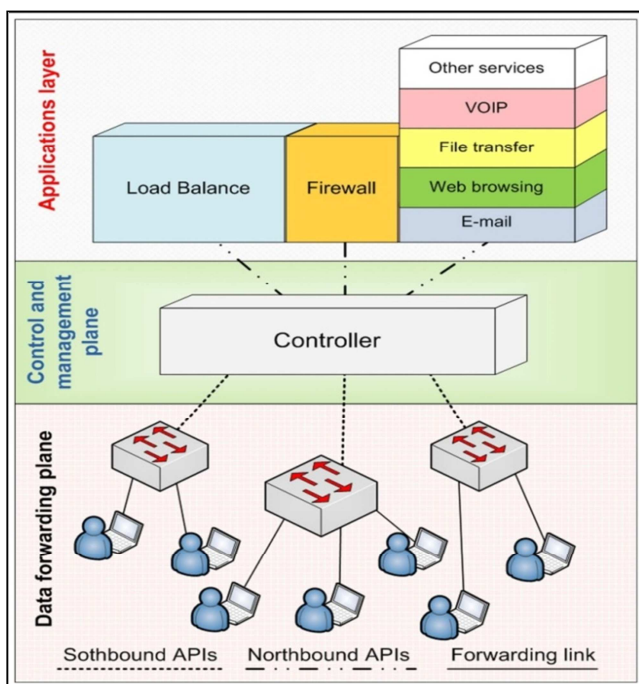 Applications layer
Other services
VOIP
File transfer
Web browsing
E-mail
Load Balance
Firewall
Control and
management
plane
Controller
Data forwarding plane
Sothbound APIs
Northbound APIs
Forwarding link